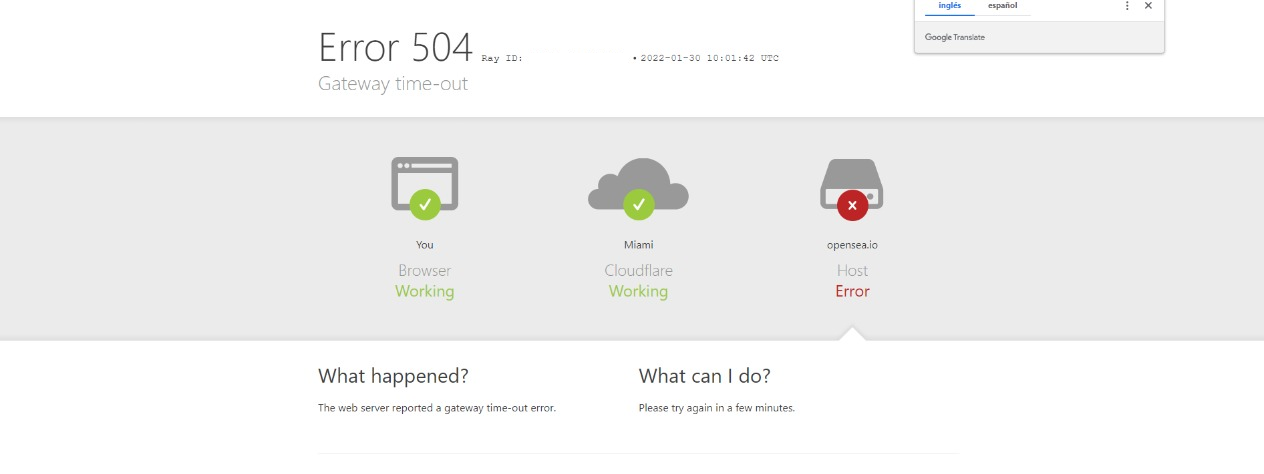 inglés español
Google Translate
Error 504 Ray ID: • 2022-01-30 10:01:42 UTC
Gateway time-out
You
Browser
Working
Miami
Cloudflare
Working
opensea.io
Host
Error
What happened?
The web server reported a gateway time-out error.
What can I do?
Please try again in a few minutes.